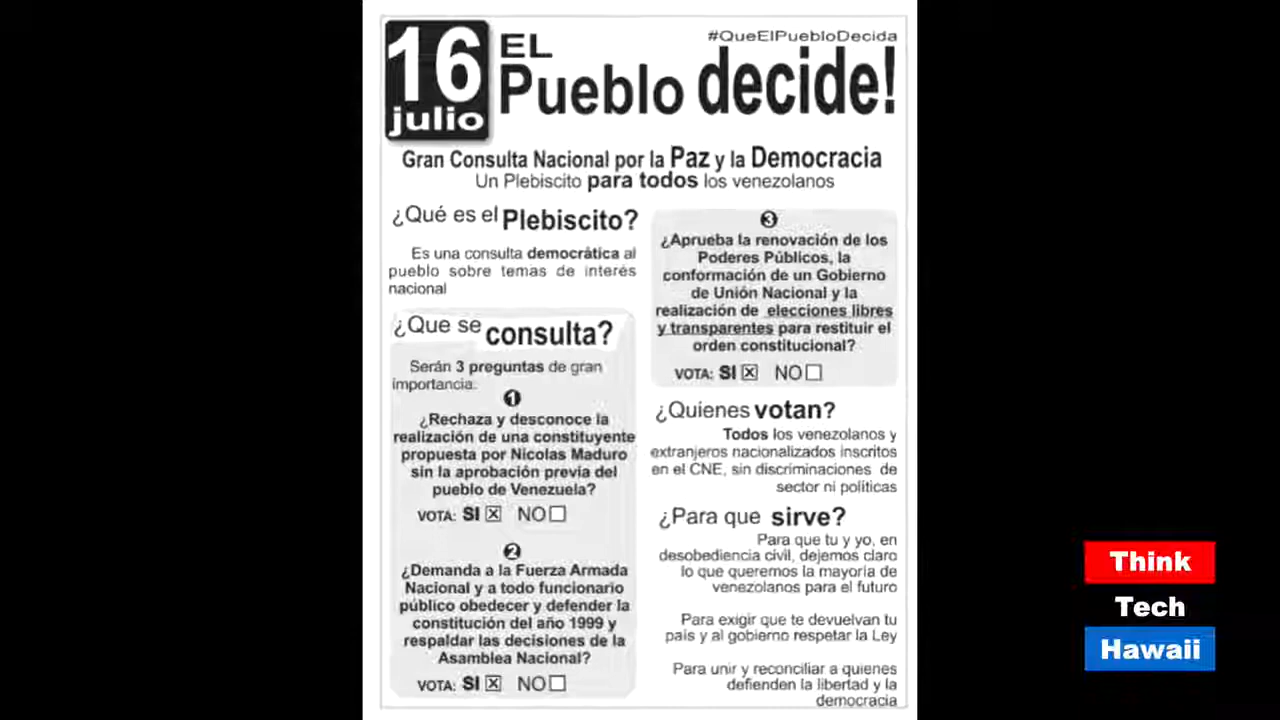 16
julio
#QueElPuebloDecida
EL
Pueblo decide!
Gran Consulta Nacional por la Paz y la Democracia
Un Plebiscito para todos los venezolanos
¿Qué es el Plebiscito?
Es una consulta democrática al
pueblo sobre temas de interés
nacional
¿Que se consulta?
Serán 3 preguntas de gran
importancia:
1
¿Rechaza y desconoce la
realización de una constituyente
propuesta por Nicolas Maduro
sin la aprobación previa del
pueblo de Venezuela?
VOTA: SI ☒ NO ☐
2
¿Demanda a la Fuerza Armada
Nacional y a todo funcionario
público obedecer y defender la
constitución del año 1999 y
respaldar las decisiones de la
Asamblea Nacional?
VOTA: SI ☒ NO ☐
3
¿Aprueba la renovación de los
Poderes Públicos, la
conformación de un Gobierno
de Unión Nacional y la
realización de elecciones libres
y transparentes para restituir el
orden constitucional?
VOTA: SI ☒ NO ☐
¿Quienes votan?
Todos los venezolanos y
extranjeros nacionalizados inscritos
en el CNE, sin discriminaciones de
sector ni politicas
¿Para que sirve?
Para que tu y yo, en
desobediencia civil, dejemos claro
lo que queremos la mayoría de
venezolanos para el futuro
Para exigir que te devuelvan tu
país y al gobierno respetar la Ley
Para unir y reconciliar a quienes
defienden la libertad y la
democracia
Think
Tech
Hawaii